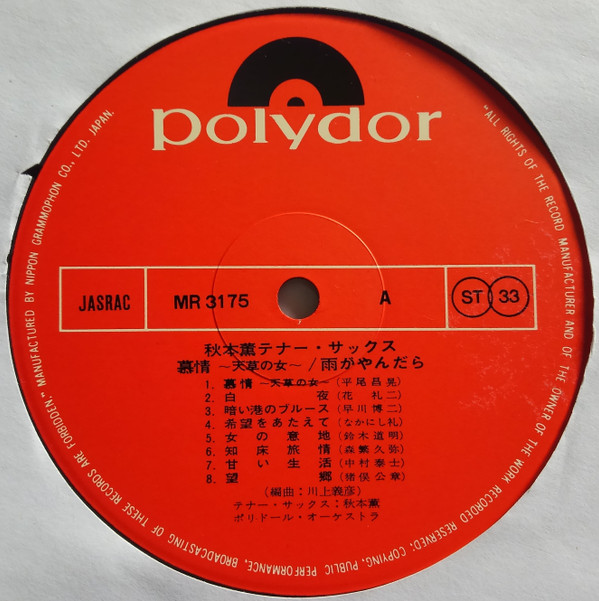 polydor
JASRAC
MR 3175
A
ST 33
秋本薫テナー・サックス
慕情 〜天草の女〜/雨がやんだら
1. 慕情 〜天草の女〜(平尾昌晃)
2. 白夜(花礼二)
3. 暗い港のブルース(早川博二)
4. 希望をあたえて(なかにし礼)
5. 女の意地(鈴木道明)
6. 知床旅情(森繁久弥)
7. 甘い生活(中村泰士)
8. 望郷(猪俣公章)
(編曲:川上義彦)
テナー・サックス:秋本薫
ポリドール・オーケストラ
"ALL RIGHTS OF THE RECORD MANUFACTURER AND OF THE OWNER OF THE WORK RECORDED RESERVED: COPYING, PUBLIC PERFORMANCE, BROADCASTING OF THESE RECORDS ARE FORBIDDEN." MANUFACTURED BY NIPPON GRAMMOPHON CO., LTD. JAPAN.